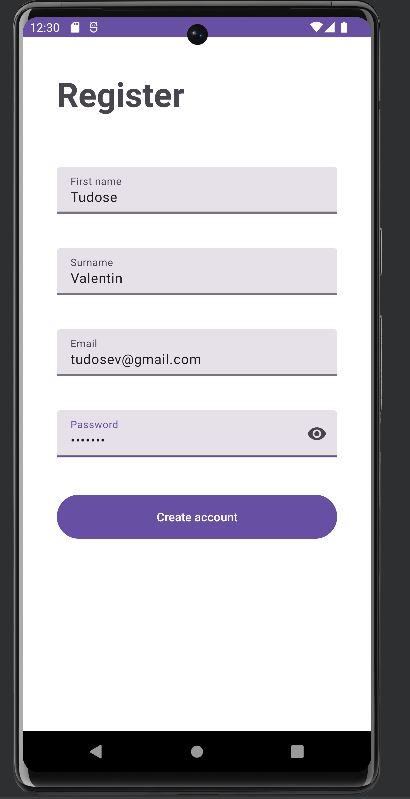 12:30
Register
First name
Tudose
Surname
Valentin
Email
tudosev@gmail.com
Password
•••••••
Create account